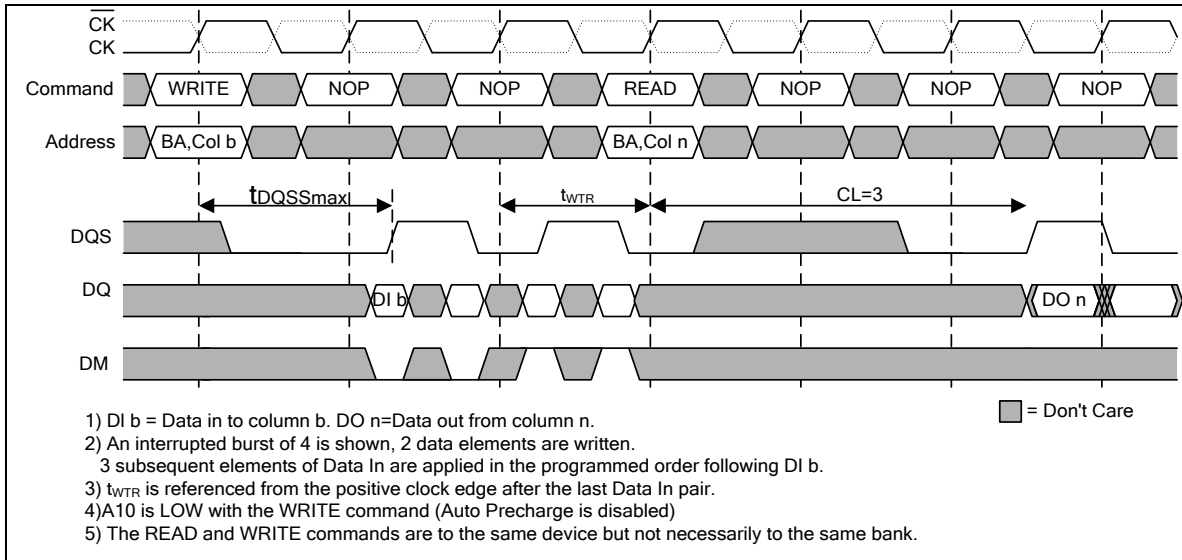 CK
CK
Command WRITE NOP NOP READ NOP NOP NOP
Address BA,Col b BA,Col n
tDQSSmax tWTR CL=3
DQS
DQ DI b DO n
DM
= Don't Care
1) DI b = Data in to column b. DO n=Data out from column n.
2) An interrupted burst of 4 is shown, 2 data elements are written.
3 subsequent elements of Data In are applied in the programmed order following DI b.
3) tWTR is referenced from the positive clock edge after the last Data In pair.
4)A10 is LOW with the WRITE command (Auto Precharge is disabled)
5) The READ and WRITE commands are to the same device but not necessarily to the same bank.